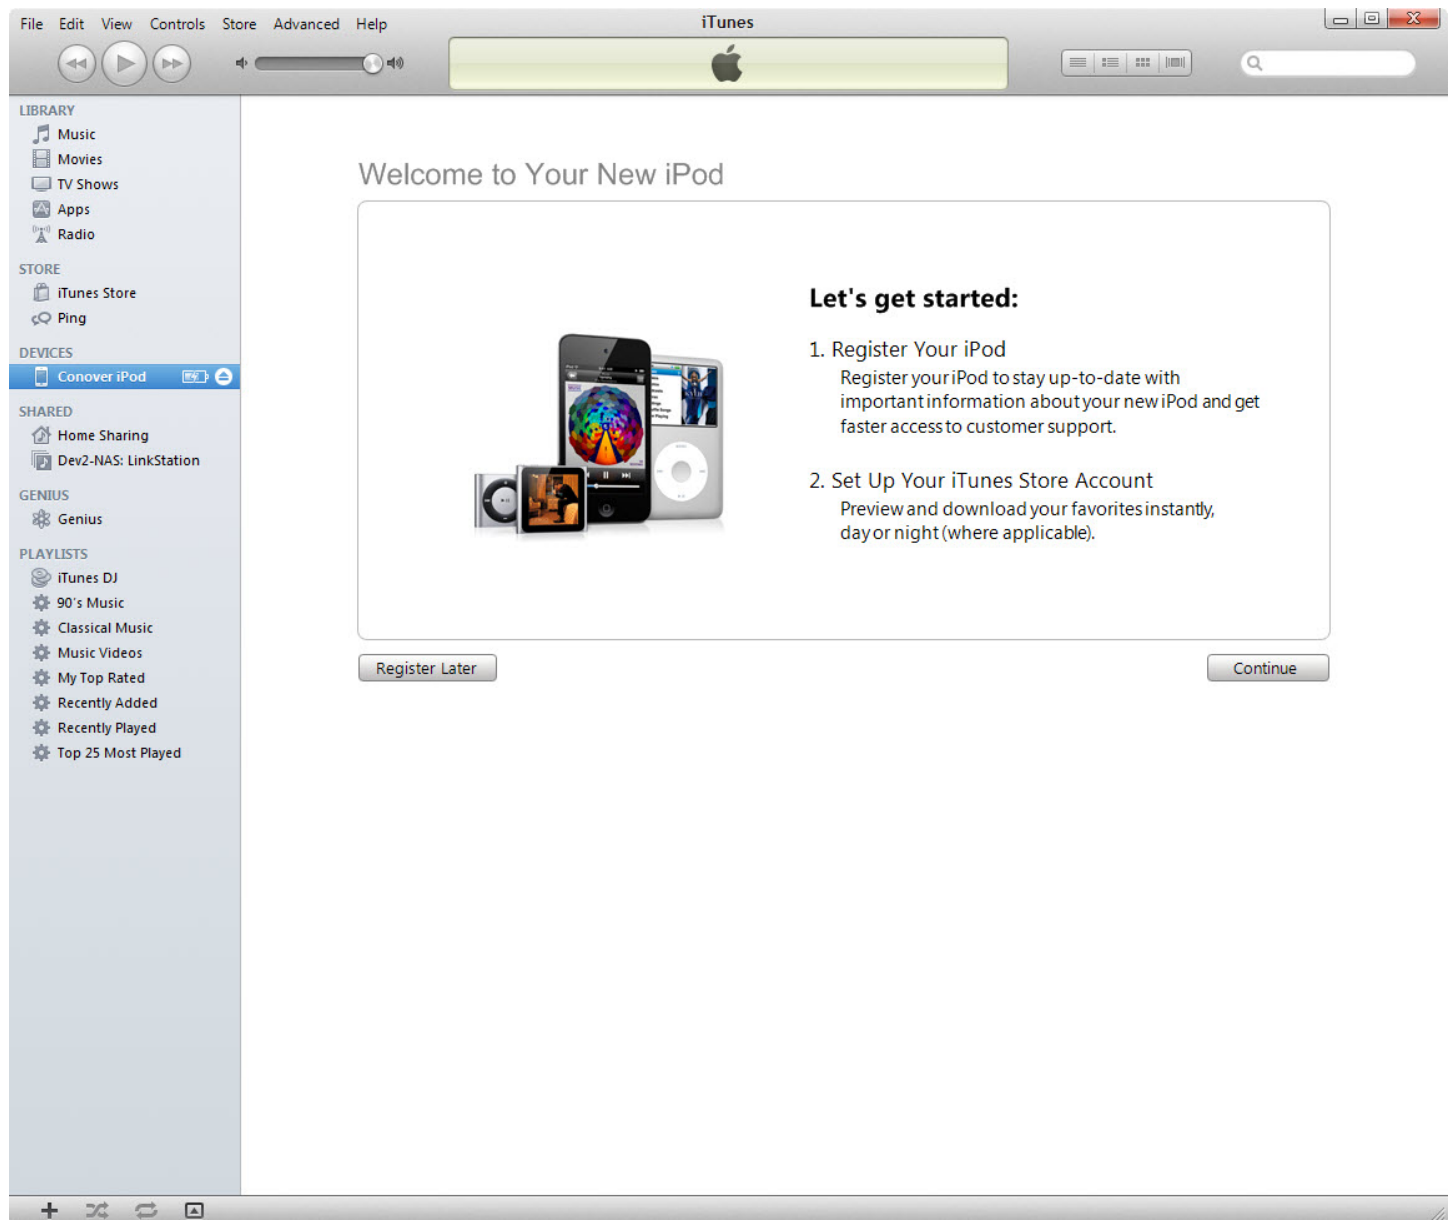 File Edit View Controls Store Advanced Help
iTunes
LIBRARY
Music
Movies
TV Shows
Apps
Radio
STORE
iTunes Store
Ping
DEVICES
Conover iPod
SHARED
Home Sharing
Dev2-NAS: LinkStation
GENIUS
Genius
PLAYLISTS
iTunes DJ
90's Music
Classical Music
Music Videos
My Top Rated
Recently Added
Recently Played
Top 25 Most Played
Welcome to Your New iPod
Let's get started:
1. Register Your iPod
Register your iPod to stay up-to-date with
important information about your new iPod and get
faster access to customer support.
2. Set Up Your iTunes Store Account
Preview and download your favorites instantly,
day or night (where applicable).
Register Later
Continue